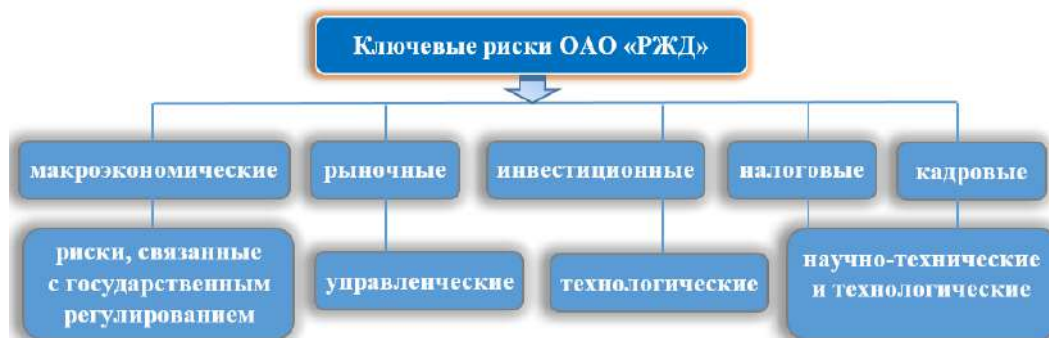 Ключевые риски ОАО «РЖД»
макроэкономические
рыночные
инвестиционные
налоговые
кадровые
риски, связанные
с государственным
регулированием
управленческие
технологические
научно-технические
и технологические